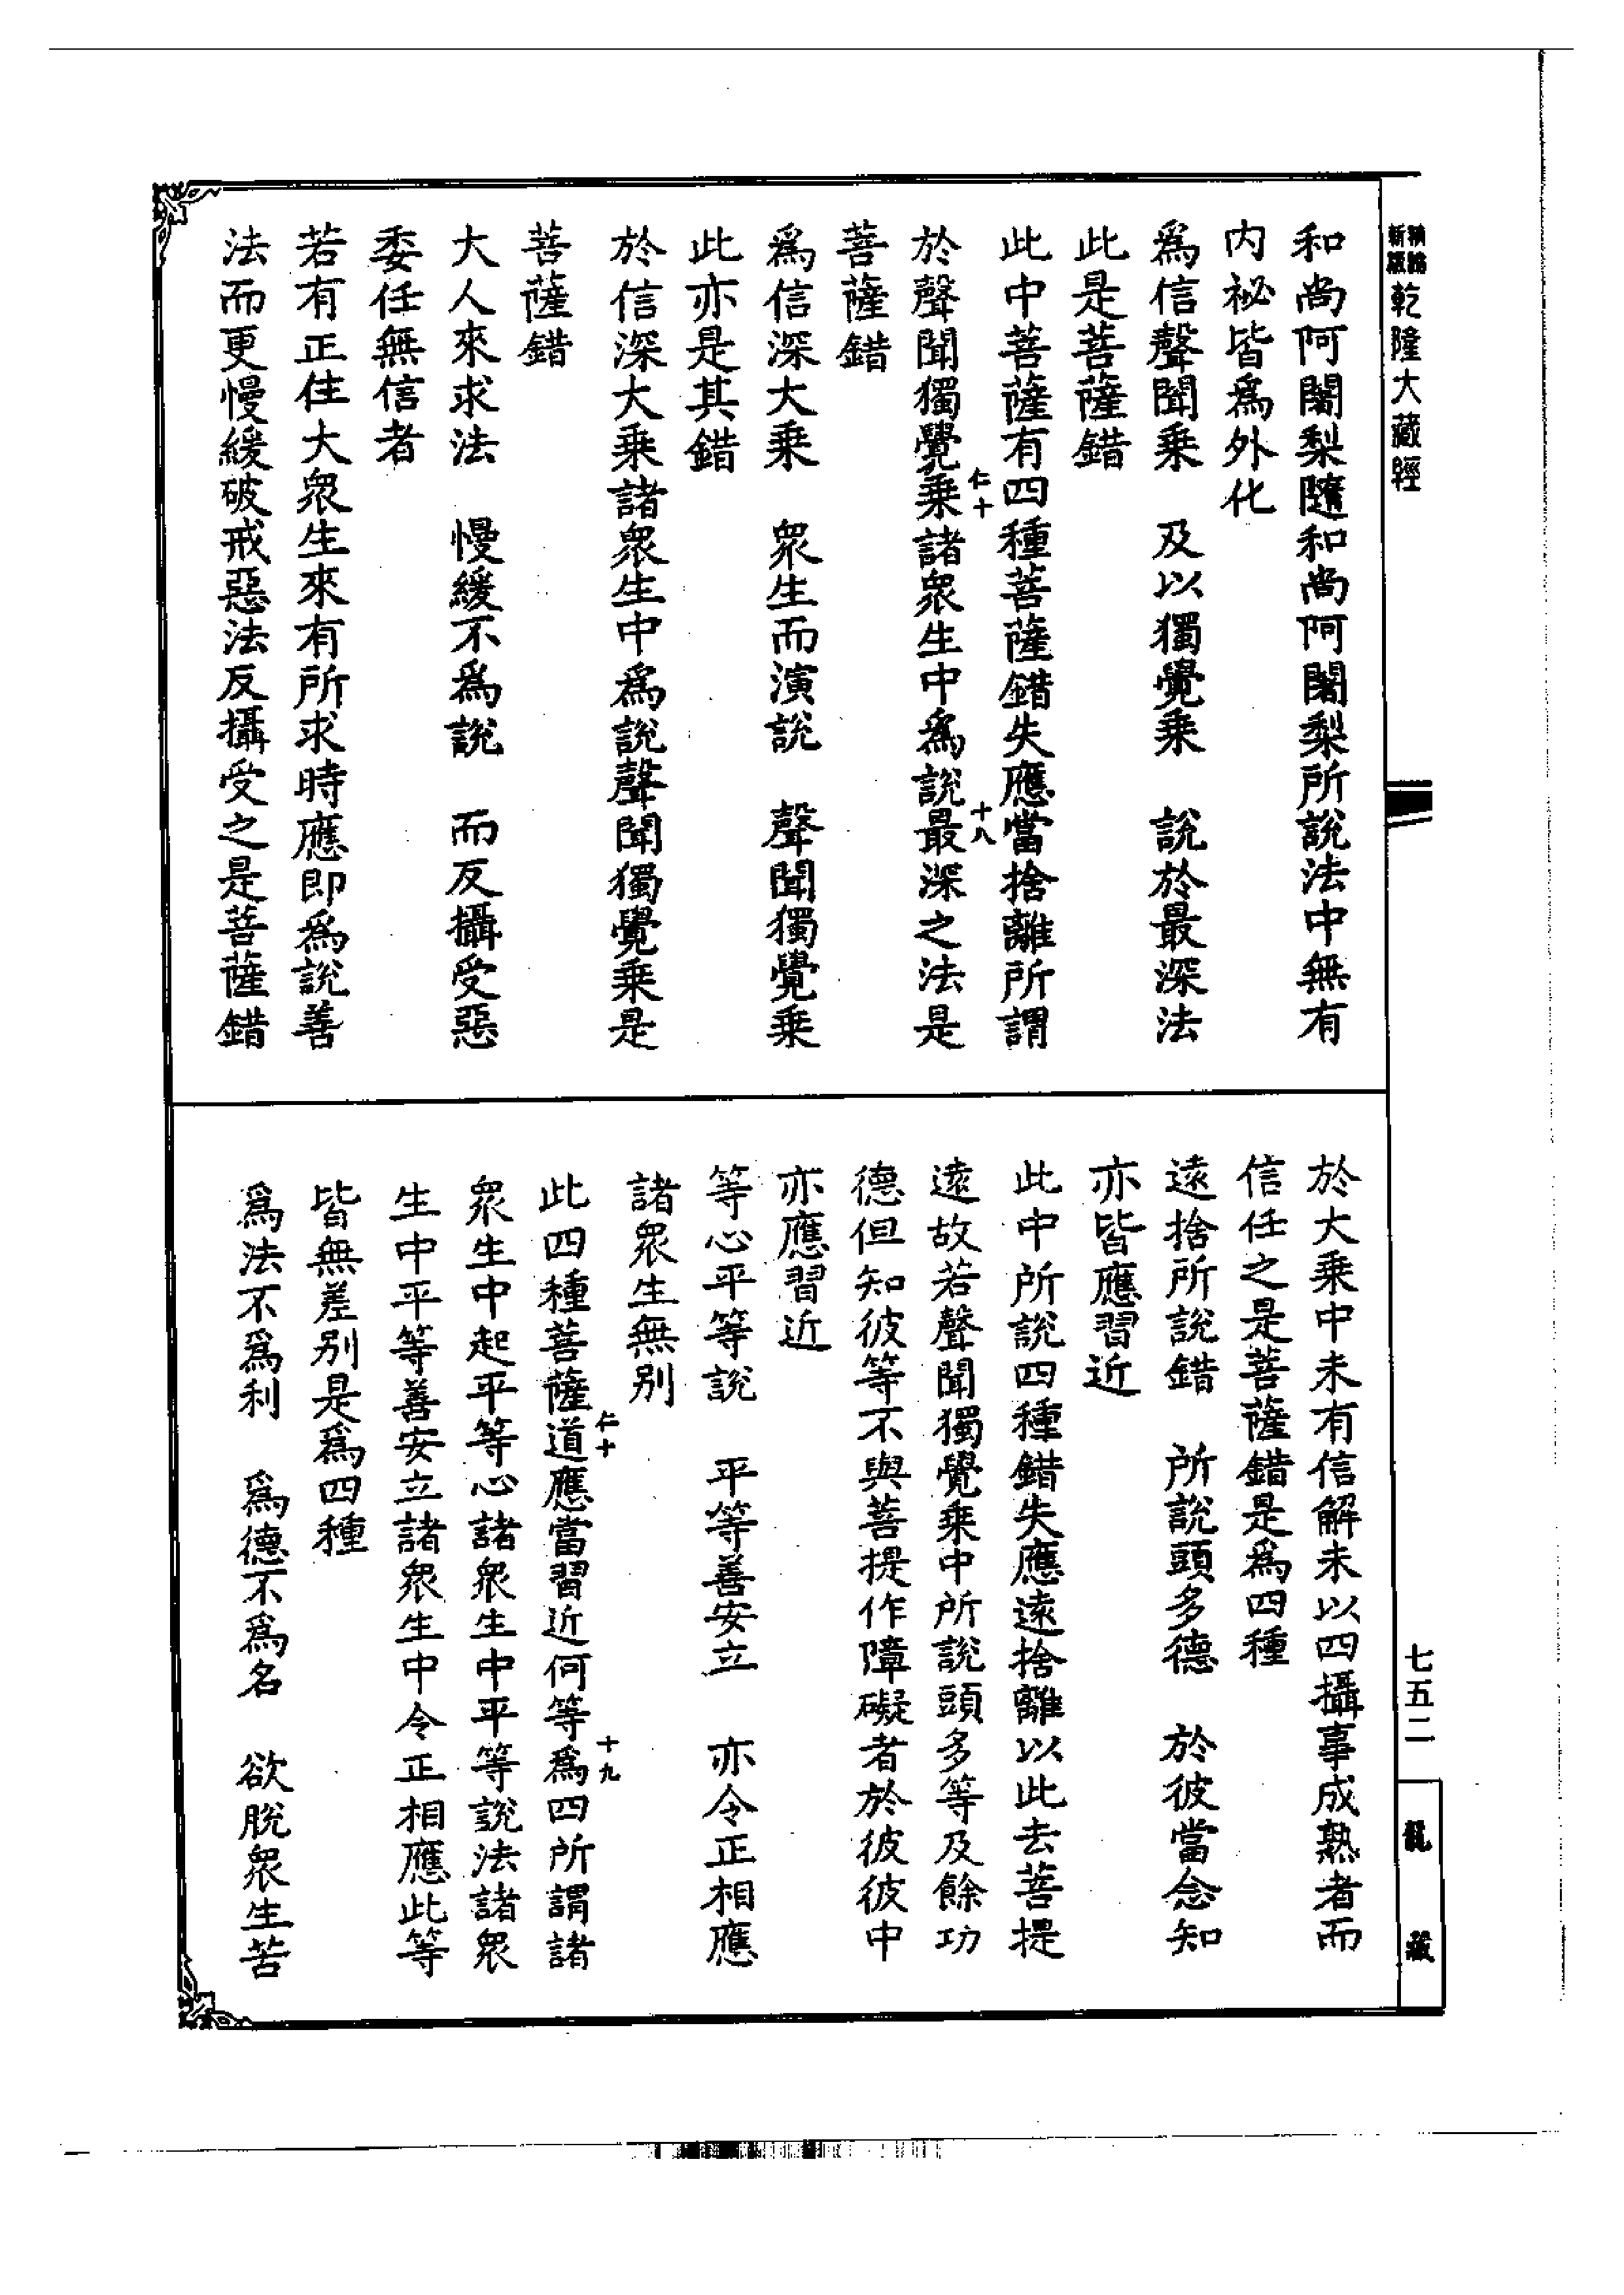 新編縮版乾隆大藏經
和尚阿闍梨隨和尚阿闍梨所說法中無有
內祕皆爲外化
爲信聲聞乘　及以獨覺乘　說於最深法
此是菩薩錯
此中菩薩有四種菩薩錯失應當捨離所謂
仁十
十八
於聲聞獨覺乘諸衆生中爲說最深之法是
菩薩錯
爲信深大乘　衆生而演說　聲聞獨覺乘
此亦是其錯
於信深大乘諸衆生中爲說聲聞獨覺乘是
菩薩錯
大人來求法　慢緩不爲說　而反攝受惡
委任無信者
若有正住大衆生來有所求時應即爲說善
法而更慢緩破戒惡法反攝受之是菩薩錯
於大乘中未有信解未以四攝事成熟者而
信任之是菩薩錯是爲四種
遠捨所說錯　所說頭多德　於彼當念知
亦皆應習近
此中所說四種錯失應遠捨離以此去菩提
遠故若聲聞獨覺乘中所說頭多等及餘功
德但知彼等不與菩提作障礙者於彼彼中
亦應習近
等心平等說　平等善安立　亦令正相應
諸衆生無別
仁十
十九
此四種菩薩道應當習近何等爲四所謂諸
衆生中起平等心諸衆生中平等說法諸衆
生中平等善安立諸衆生中令正相應此等
皆無差別是爲四種
爲法不爲利　爲德不爲名　欲脫衆生苦
七五二
龍藏